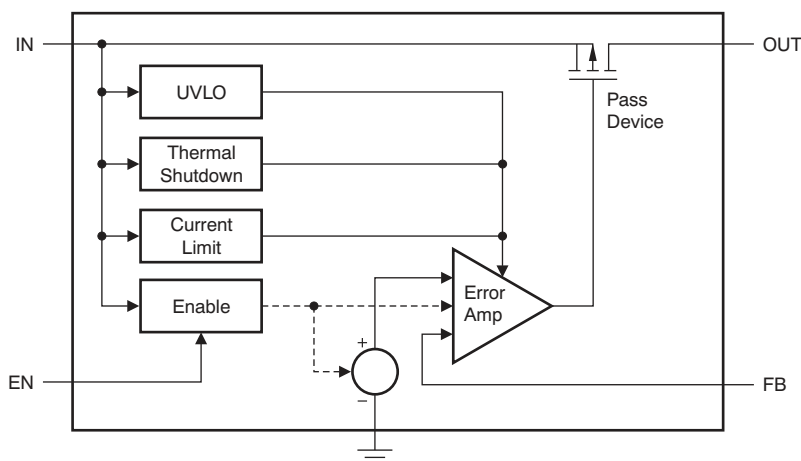 IN
OUT
UVLO
Pass
Device
Thermal
Shutdown
Current
Limit
Enable
Error
Amp
+
EN
−
FB